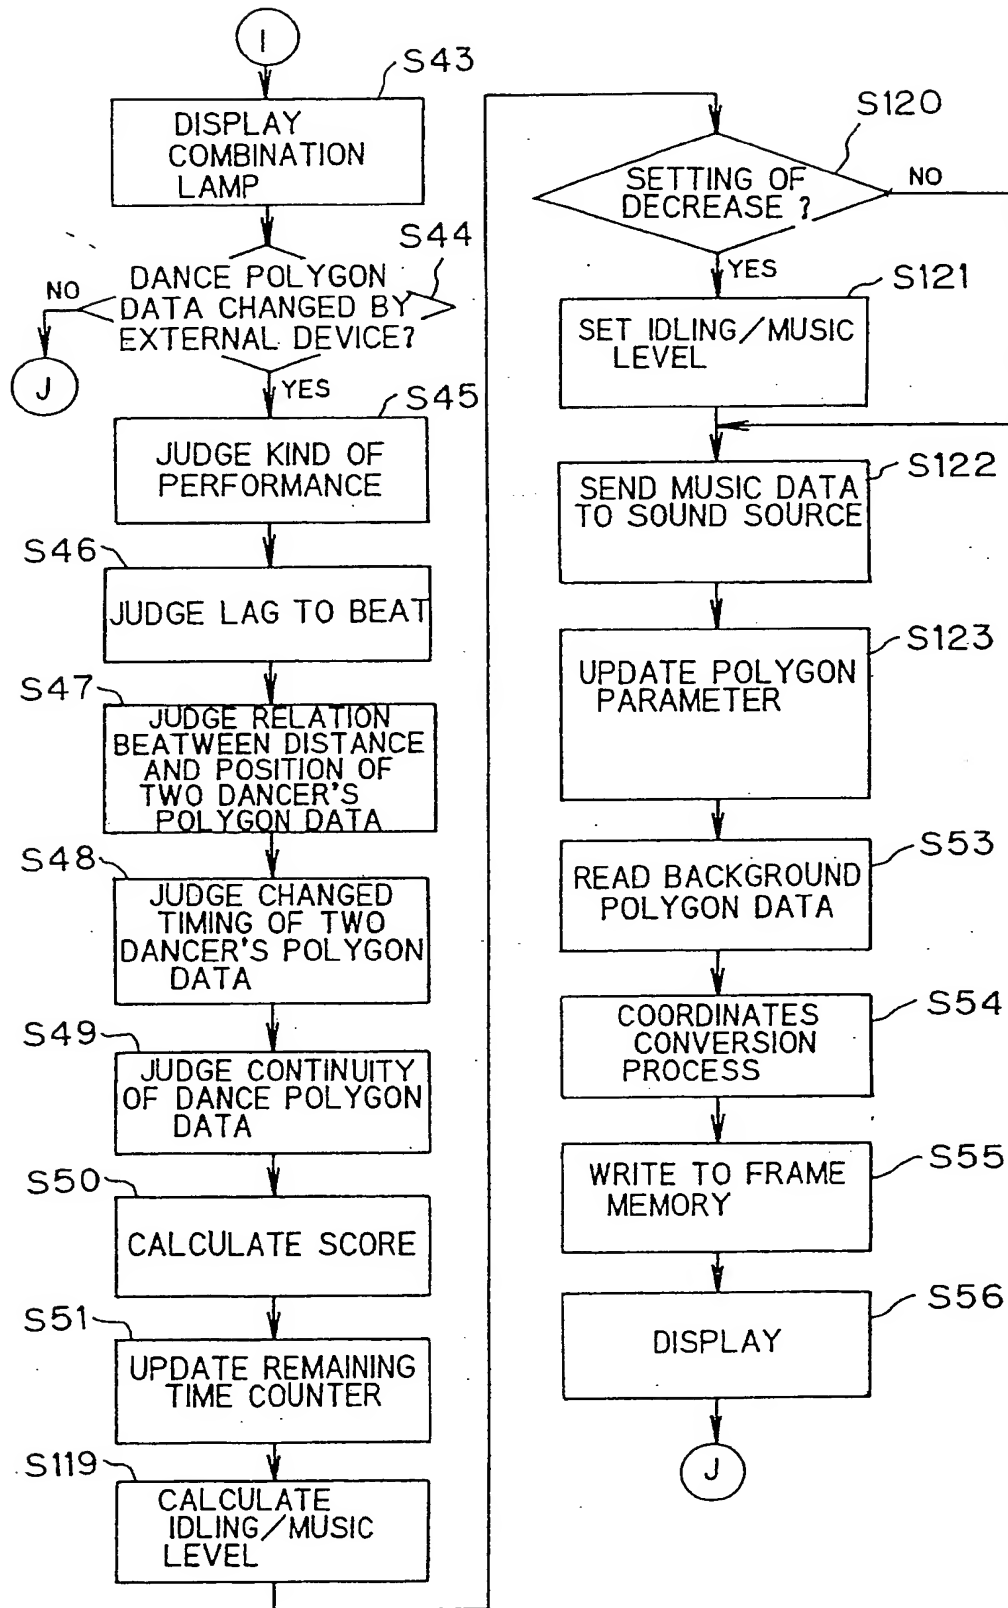 I
S43
DISPLAY
COMBINATION
LAMP
S44
DANCE POLYGON
DATA CHANGED BY
EXTERNAL DEVICE?
NO
J
YES
S45
JUDGE KIND OF
PERFORMANCE
S46
JUDGE LAG TO BEAT
S47
JUDGE RELATION
BEATWEEN DISTANCE
AND POSITION OF
TWO DANCER'S
POLYGON DATA
S48
JUDGE CHANGED
TIMING OF TWO
DANCER'S POLYGON
DATA
S49
JUDGE CONTINUITY
OF DANCE POLYGON
DATA
S50
CALCULATE SCORE
S51
UPDATE REMAINING
TIME COUNTER
S119
CALCULATE
IDLING/MUSIC
LEVEL
S120
SETTING OF
DECREASE ?
NO
YES
S121
SET IDLING/MUSIC
LEVEL
S122
SEND MUSIC DATA
TO SOUND SOURCE
S123
UPDATE POLYGON
PARAMETER
S53
READ BACKGROUND
POLYGON DATA
S54
COORDINATES
CONVERSION
PROCESS
S55
WRITE TO FRAME
MEMORY
S56
DISPLAY
J